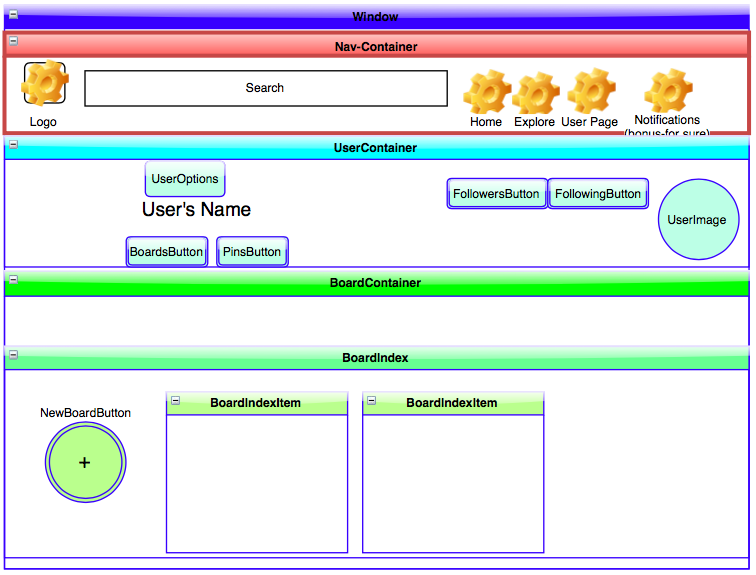 Window
Nav-Container
Search
Logo
Home
Explore
User Page
Notifications
(bonus-for sure)
UserContainer
UserOptions
User's Name
FollowersButton
FollowingButton
UserImage
BoardsButton
PinsButton
BoardContainer
BoardIndex
NewBoardButton
+
BoardIndexItem
BoardIndexItem